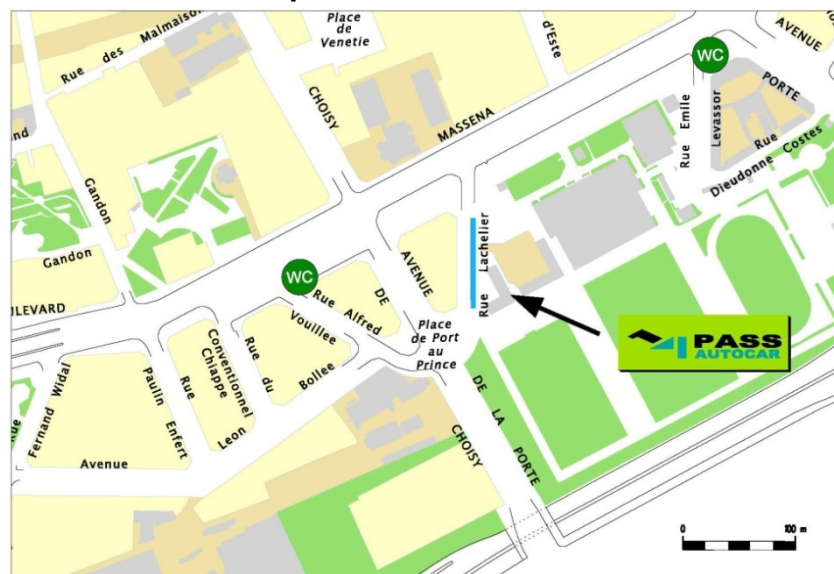 Rue des Malmaisons
Place
de
Venetie
d'Este
AVENUE
WC
CHOISY
MASSENA
PORTE
Rue Emile
Levassor
Rue
Dieudonne Costes
Gandon
Gandon
Rue Lachelier
AVENUE
DE
WC
Rue Alfred
Vouillee
Place
de Port
au
Prince
PASS
AUTOCAR
Rue
Conventionnel
Chiappe
Rue du
Bollee
Leon
Paulin
Enfert
Fernand Widal
Rue
Avenue
CHOISY
DE LA PORTE
0
100 m